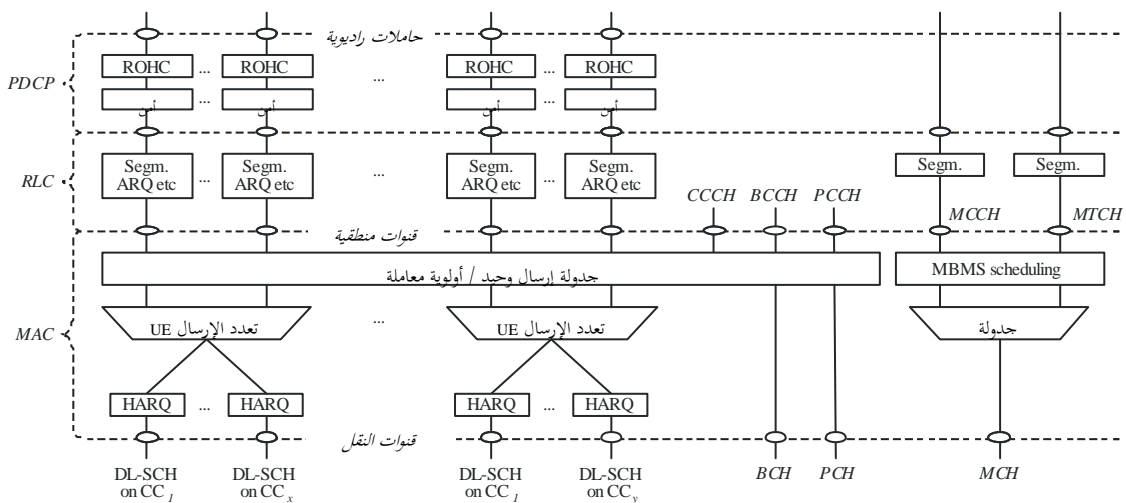 حاملات راديوية
PDCP
ROHC ... ROHC ... ROHC ... ROHC
أمن ... أمن ... أمن ... أمن
RLC
Segm. ARQ etc ... Segm. ARQ etc ... Segm. ARQ etc ... Segm. ARQ etc
Segm. Segm.
CCCH BCCH PCCH MCCH MTCH
قنوات منطقية
جدولة إرسال وحيد / أولوية معاملة
MBMS scheduling
MAC
تعدد الإرسال UE ... تعدد الإرسال UE
جدولة
HARQ ... HARQ HARQ ... HARQ
قنوات النقل
DL-SCH DL-SCH DL-SCH DL-SCH BCH PCH MCH
on CC1 on CCx on CC1 on CCy